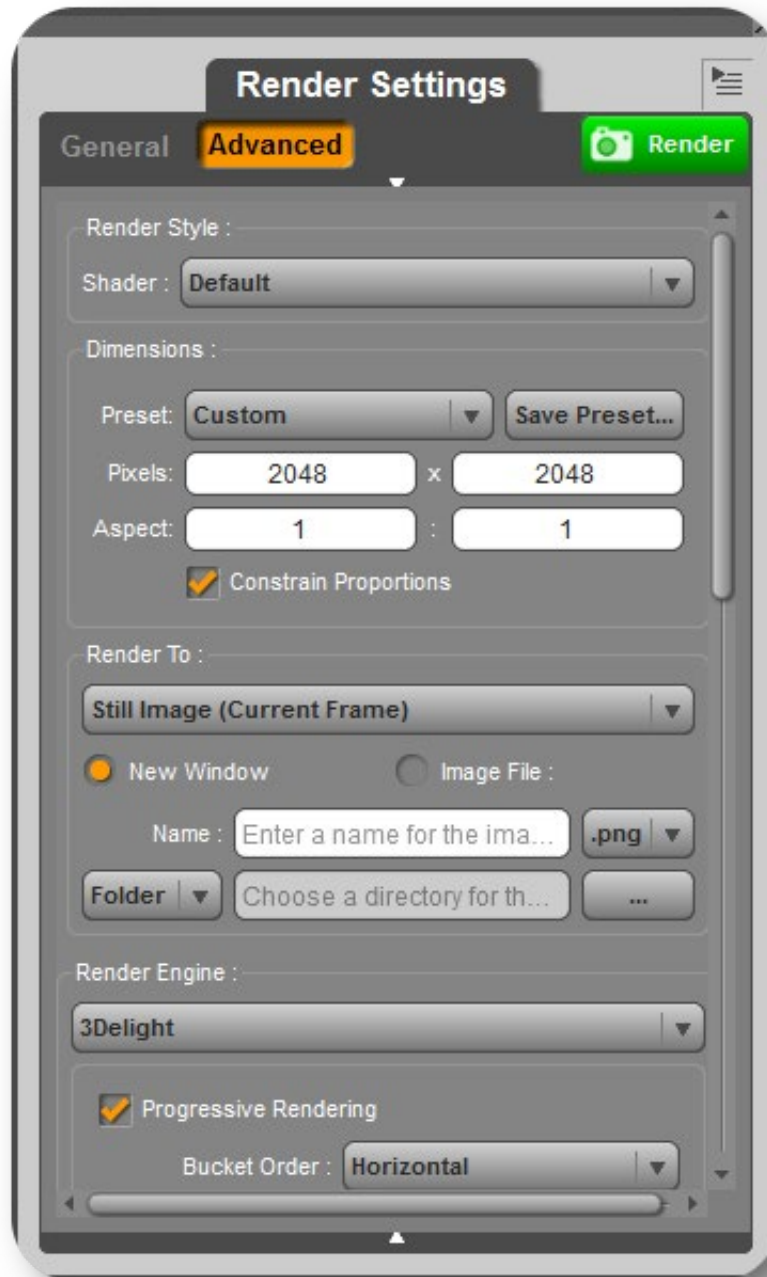 Render Settings
General Advanced Render
Render Style :
Shader : Default
Dimensions :
Preset: Custom Save Preset...
Pixels: 2048 x 2048
Aspect: 1 : 1
Constrain Proportions
Render To :
Still Image (Current Frame)
New Window Image File :
Name : Enter a name for the ima... .png
Folder Choose a directory for th... ...
Render Engine :
3Delight
Progressive Rendering
Bucket Order : Horizontal